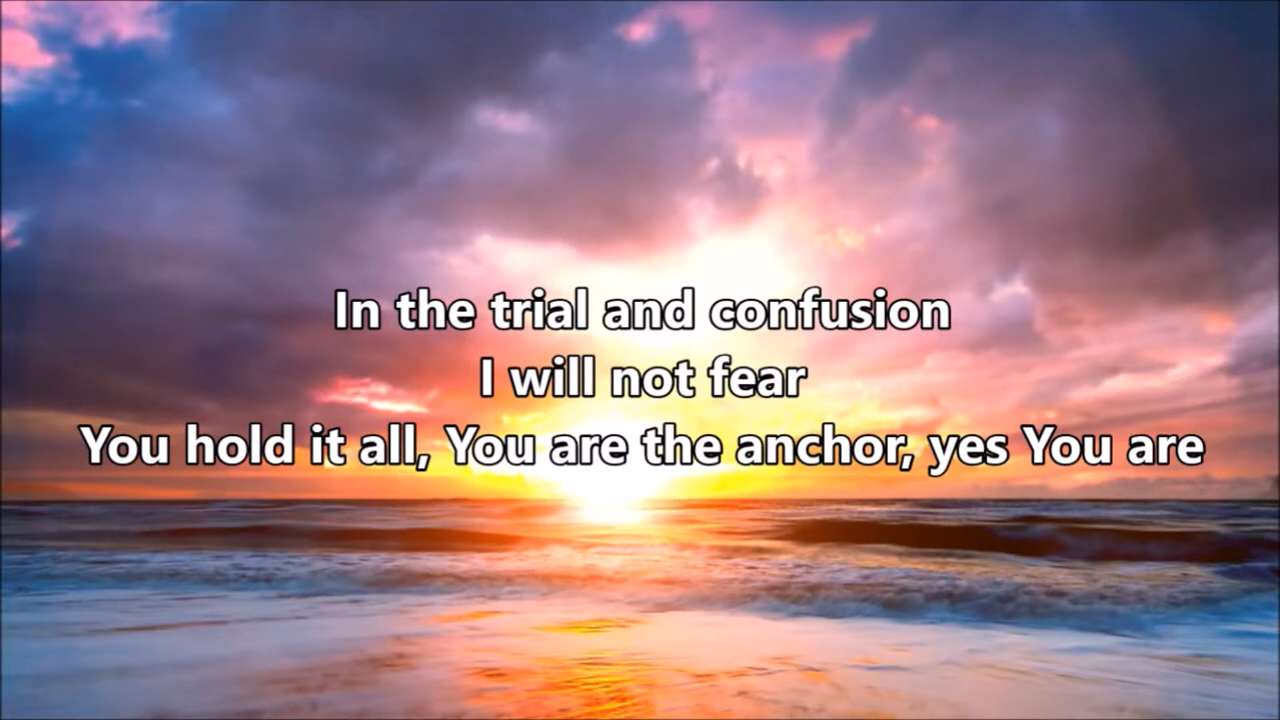 In the trial and confusion
I will not fear
You hold it all, You are the anchor, yes You are